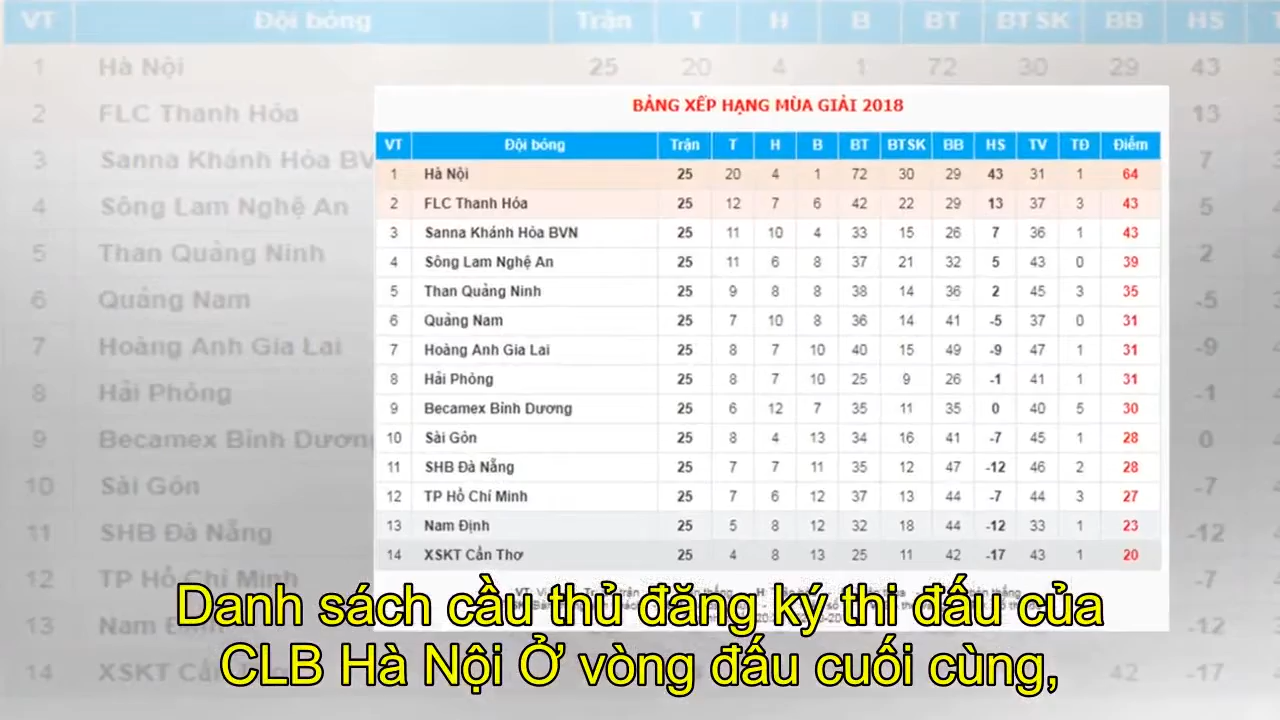 VT Đội bóng Trận T H B BT BTSK BB HS
1 Hà Nội 25 20 4 1 72 30 29 43
2 FLC Thanh Hóa 13
3 Sanna Khánh Hòa BV 7
4 Sông Lam Nghệ An 5
5 Than Quảng Ninh 2
6 Quảng Nam -5
7 Hoàng Anh Gia Lai -9
8 Hải Phòng -1
9 Becamex Bình Dương 0
10 Sài Gòn -7
11 SHB Đà Nẵng -12
12 TP Hồ Chí Minh -7
13 Nam -12
14 XSKT Cần 42 -17
BẢNG XẾP HẠNG MÙA GIẢI 2018
VT Đội bóng Trận T H B BT BTSK BB HS TV TĐ Điểm
1 Hà Nội 25 20 4 1 72 30 29 43 31 1 64
2 FLC Thanh Hóa 25 12 7 6 42 22 29 13 37 3 43
3 Sanna Khánh Hòa BVN 25 11 10 4 33 15 26 7 36 1 43
4 Sông Lam Nghệ An 25 11 6 8 37 21 32 5 43 0 39
5 Than Quảng Ninh 25 9 8 8 38 14 36 2 45 3 35
6 Quảng Nam 25 7 10 8 36 14 41 -5 37 0 31
7 Hoàng Anh Gia Lai 25 8 7 10 40 15 49 -9 47 1 31
8 Hải Phòng 25 8 7 10 25 9 26 -1 41 1 31
9 Becamex Bình Dương 25 6 12 7 35 11 35 0 40 5 30
10 Sài Gòn 25 8 4 13 34 16 41 -7 45 1 28
11 SHB Đà Nẵng 25 7 7 11 35 12 47 -12 46 2 28
12 TP Hồ Chí Minh 25 7 6 12 37 13 44 -7 44 3 27
13 Nam Định 25 5 8 12 32 18 44 -12 33 1 23
14 XSKT Cần Thơ 25 4 8 13 25 11 42 -17 43 1 20
Danh sách cầu thủ đăng ký thi đấu của
CLB Hà Nội Ở vòng đấu cuối cùng,